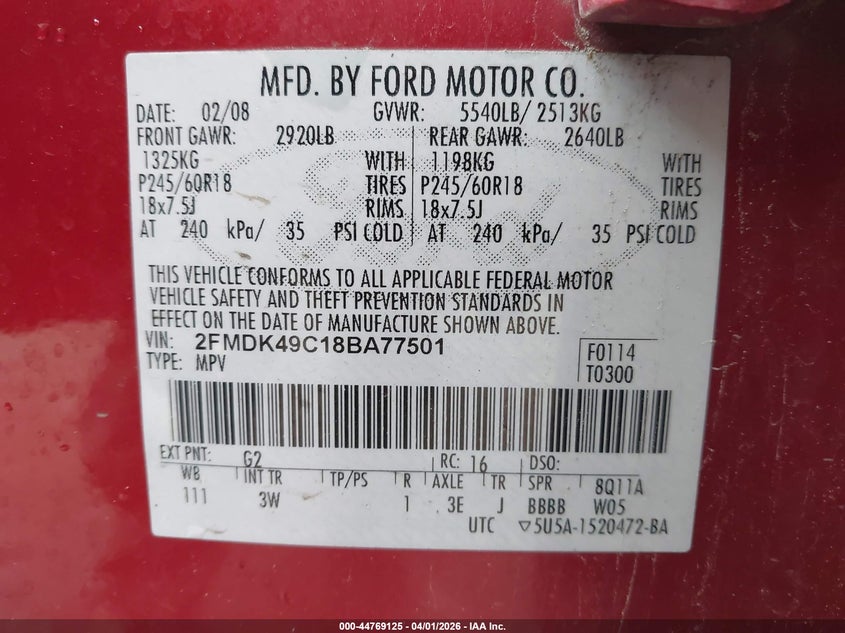 MFD. BY FORD MOTOR CO.
DATE: 02/08 GVWR: 5540LB/ 2513KG
FRONT GAWR: 2920LB REAR GAWR: 2640LB
1325KG WITH 1198KG WITH
P245/60R18 TIRES P245/60R18 TIRES
18x7.5J RIMS 18x7.5J RIMS
AT 240 kPa/ 35 PSI COLD AT 240 kPa/ 35 PSI COLD
THIS VEHICLE CONFORMS TO ALL APPLICABLE FEDERAL MOTOR
VEHICLE SAFETY AND THEFT PREVENTION STANDARDS IN
EFFECT ON THE DATE OF MANUFACTURE SHOWN ABOVE.
VIN: 2FMDK49C18BA77501
TYPE: MPV
F0114
T0300
EXT PNT: G2 RC: 16 DSO:
WB INT TR TP/PS R AXLE TR SPR 8Q11A
111 3W 1 3E J BBBB W05
UTC ▽5U5A-1520472-BA
000-44769125 - 04/01/2026 - IAA Inc.